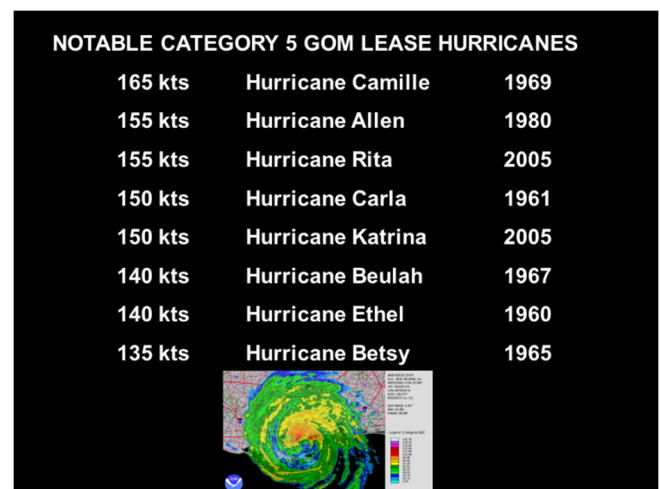 NOTABLE CATEGORY 5 GOM LEASE HURRICANES
165 kts Hurricane Camille 1969
155 kts Hurricane Allen 1980
155 kts Hurricane Rita 2005
150 kts Hurricane Carla 1961
150 kts Hurricane Katrina 2005
140 kts Hurricane Beulah 1967
140 kts Hurricane Ethel 1960
135 kts Hurricane Betsy 1965